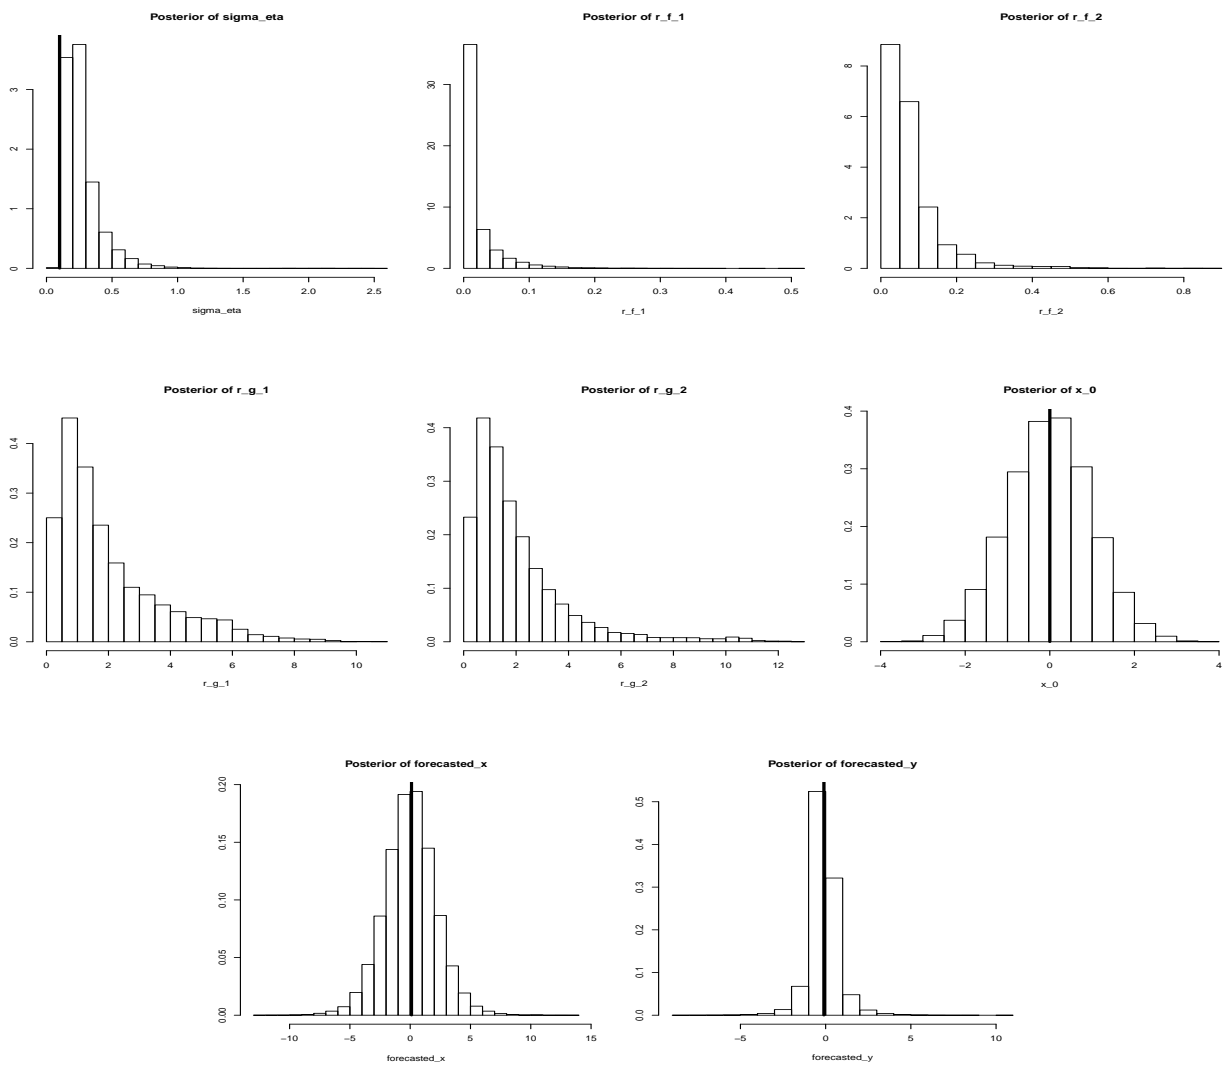 Posterior of sigma_eta
0 1 2 3
0.0 0.5 1.0 1.5 2.0 2.5
sigma_eta
Posterior of r_f_1
0 10 20 30
0.0 0.1 0.2 0.3 0.4 0.5
r_f_1
Posterior of r_f_2
0 2 4 6 8
0.0 0.2 0.4 0.6 0.8
r_f_2
Posterior of r_g_1
0.0 0.1 0.2 0.3 0.4
0 2 4 6 8 10
r_g_1
Posterior of r_g_2
0.0 0.1 0.2 0.3 0.4
0 2 4 6 8 10 12
r_g_2
Posterior of x_0
0.0 0.1 0.2 0.3 0.4
−4 −2 0 2 4
x_0
Posterior of forecasted_x
0.00 0.05 0.10 0.15 0.20
−10 −5 0 5 10 15
forecasted_x
Posterior of forecasted_y
0.0 0.1 0.2 0.3 0.4 0.5
−5 0 5 10
forecasted_y